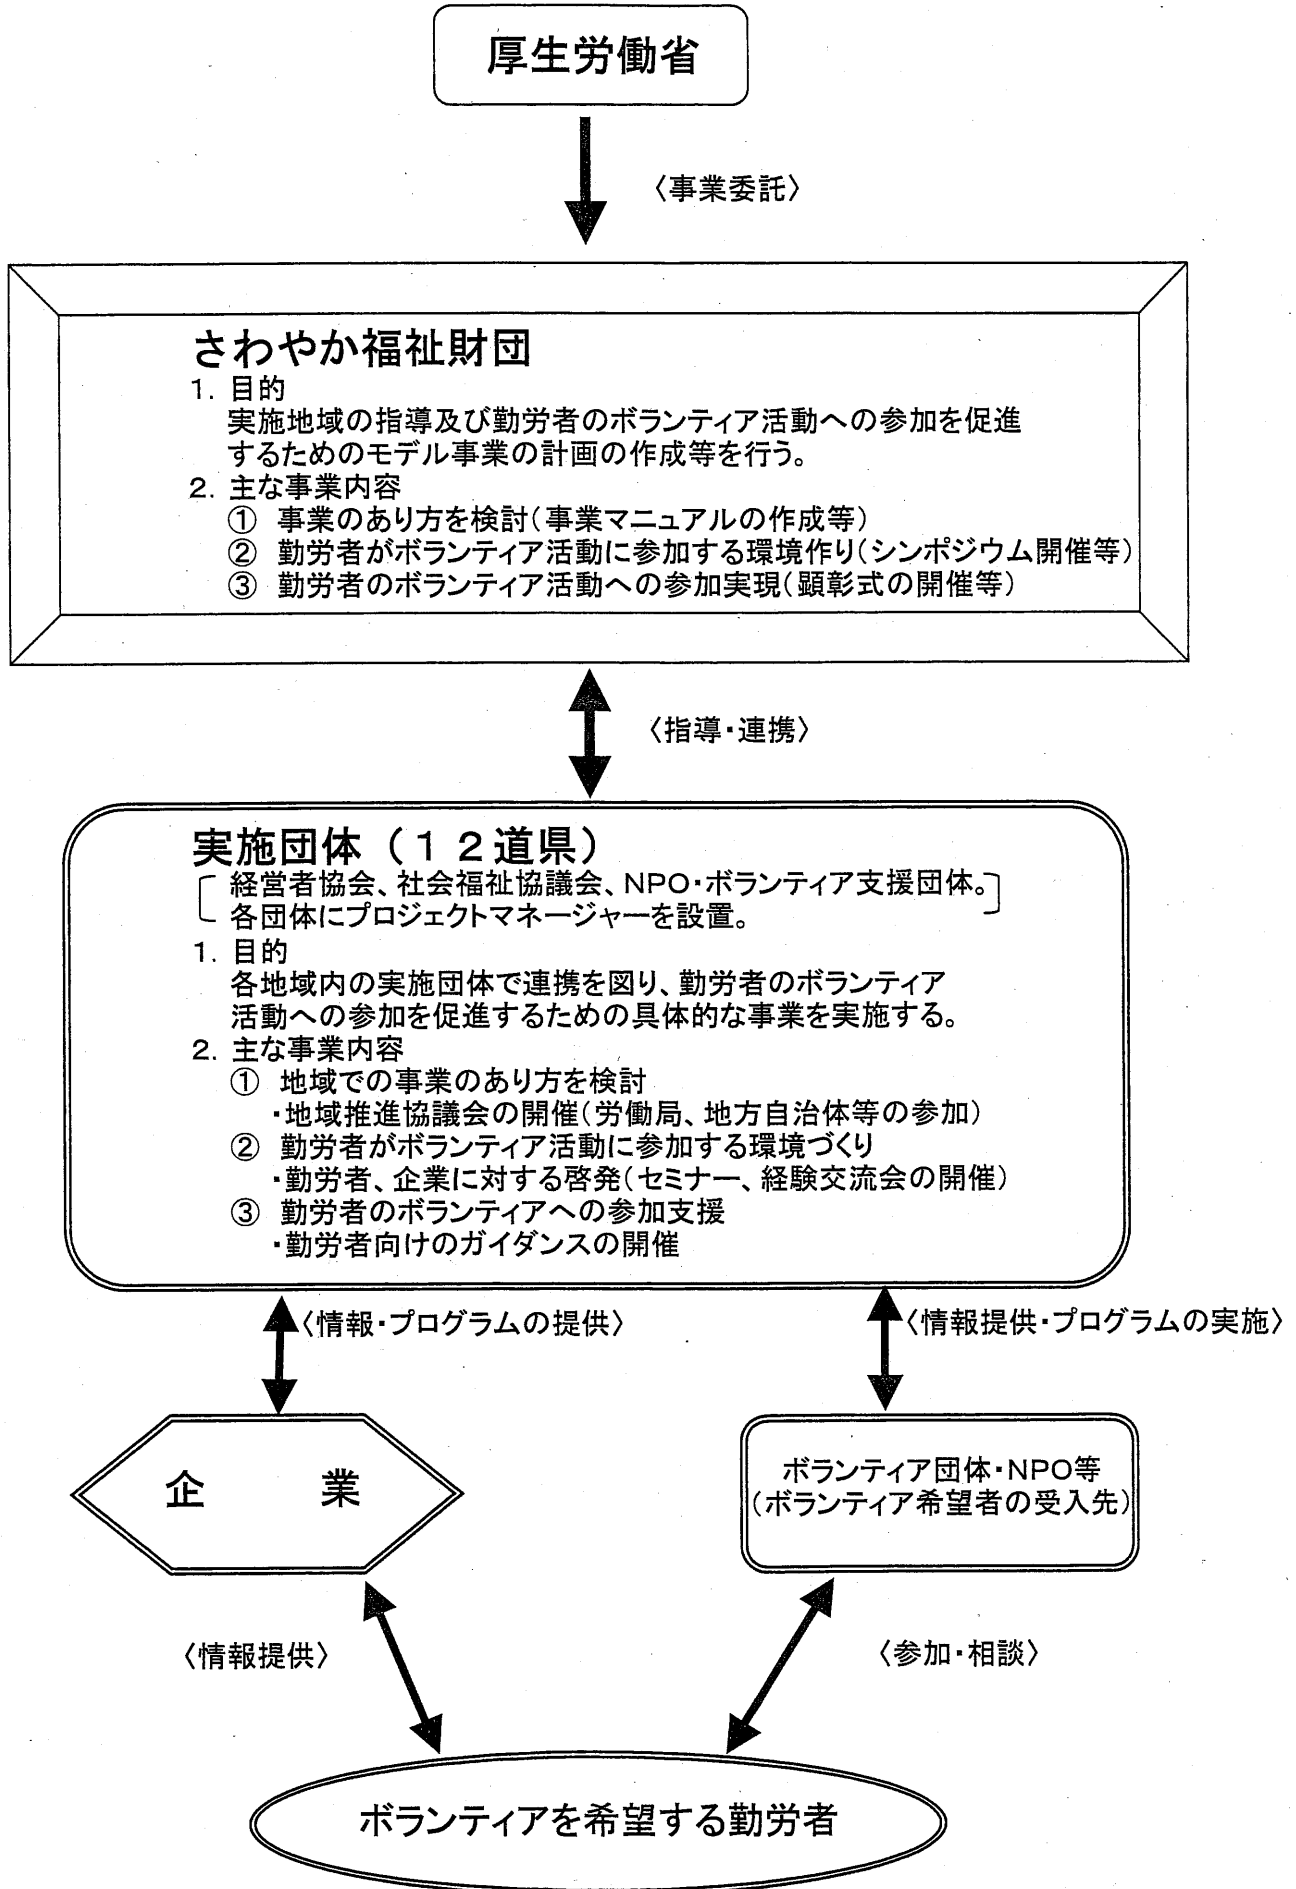 厚生労働省
〈事業委託〉
さわやか福祉財団
1. 目的
実施地域の指導及び勤労者のボランティア活動への参加を促進
するためのモデル事業の計画の作成等を行う。
2. 主な事業内容
① 事業のあり方を検討(事業マニュアルの作成等)
② 勤労者がボランティア活動に参加する環境作り(シンポジウム開催等)
③ 勤労者のボランティア活動への参加実現(顕彰式の開催等)
〈指導・連携〉
実施団体(12道県)
経営者協会、社会福祉協議会、NPO・ボランティア支援団体。
各団体にプロジェクトマネージャーを設置。
1. 目的
各地域内の実施団体で連携を図り、勤労者のボランティア
活動への参加を促進するための具体的な事業を実施する。
2. 主な事業内容
① 地域での事業のあり方を検討
・地域推進協議会の開催(労働局、地方自治体等の参加)
② 勤労者がボランティア活動に参加する環境づくり
・勤労者、企業に対する啓発(セミナー、経験交流会の開催)
③ 勤労者のボランティアへの参加支援
・勤労者向けのガイダンスの開催
〈情報・プログラムの提供〉
〈情報提供・プログラムの実施〉
企 業
ボランティア団体・NPO等
(ボランティア希望者の受入先)
〈情報提供〉
〈参加・相談〉
ボランティアを希望する勤労者